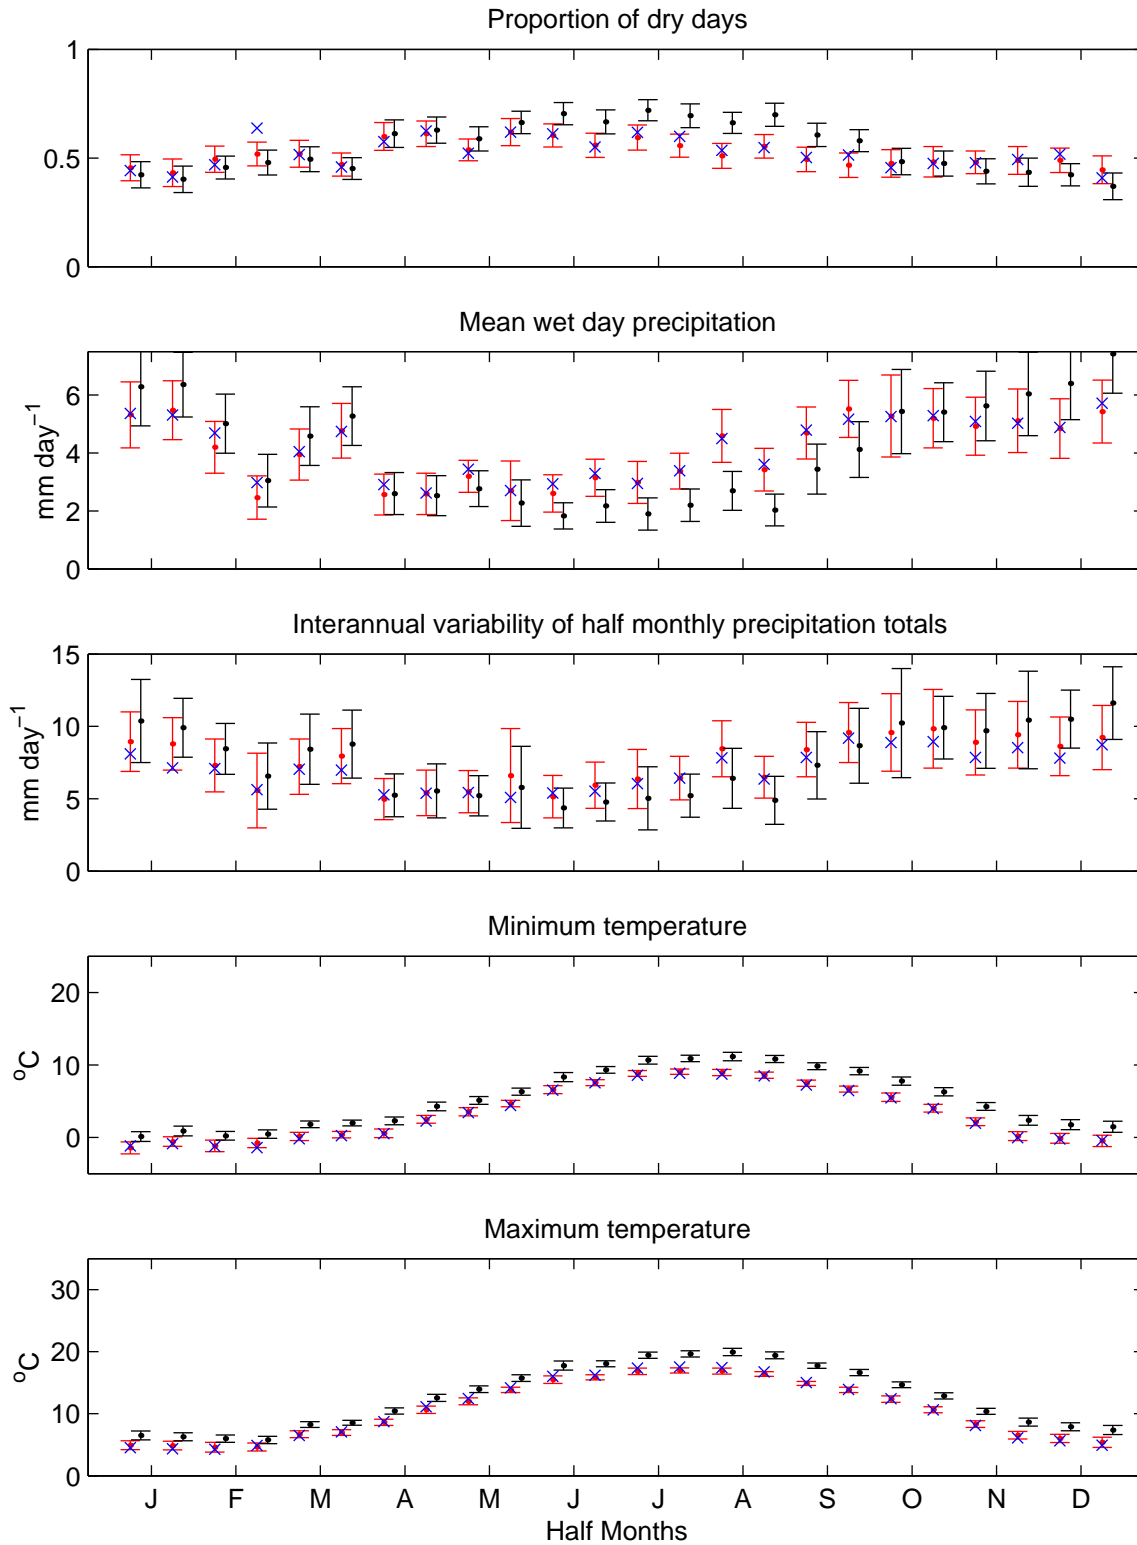 Proportion of dry days
1
0.5
0
Mean wet day precipitation
6
4
2
0
mm day⁻¹
Interannual variability of half monthly precipitation totals
15
10
5
0
mm day⁻¹
Minimum temperature
20
10
0
ºC
Maximum temperature
30
20
10
0
ºC
J F M A M J J A S O N D
Half Months